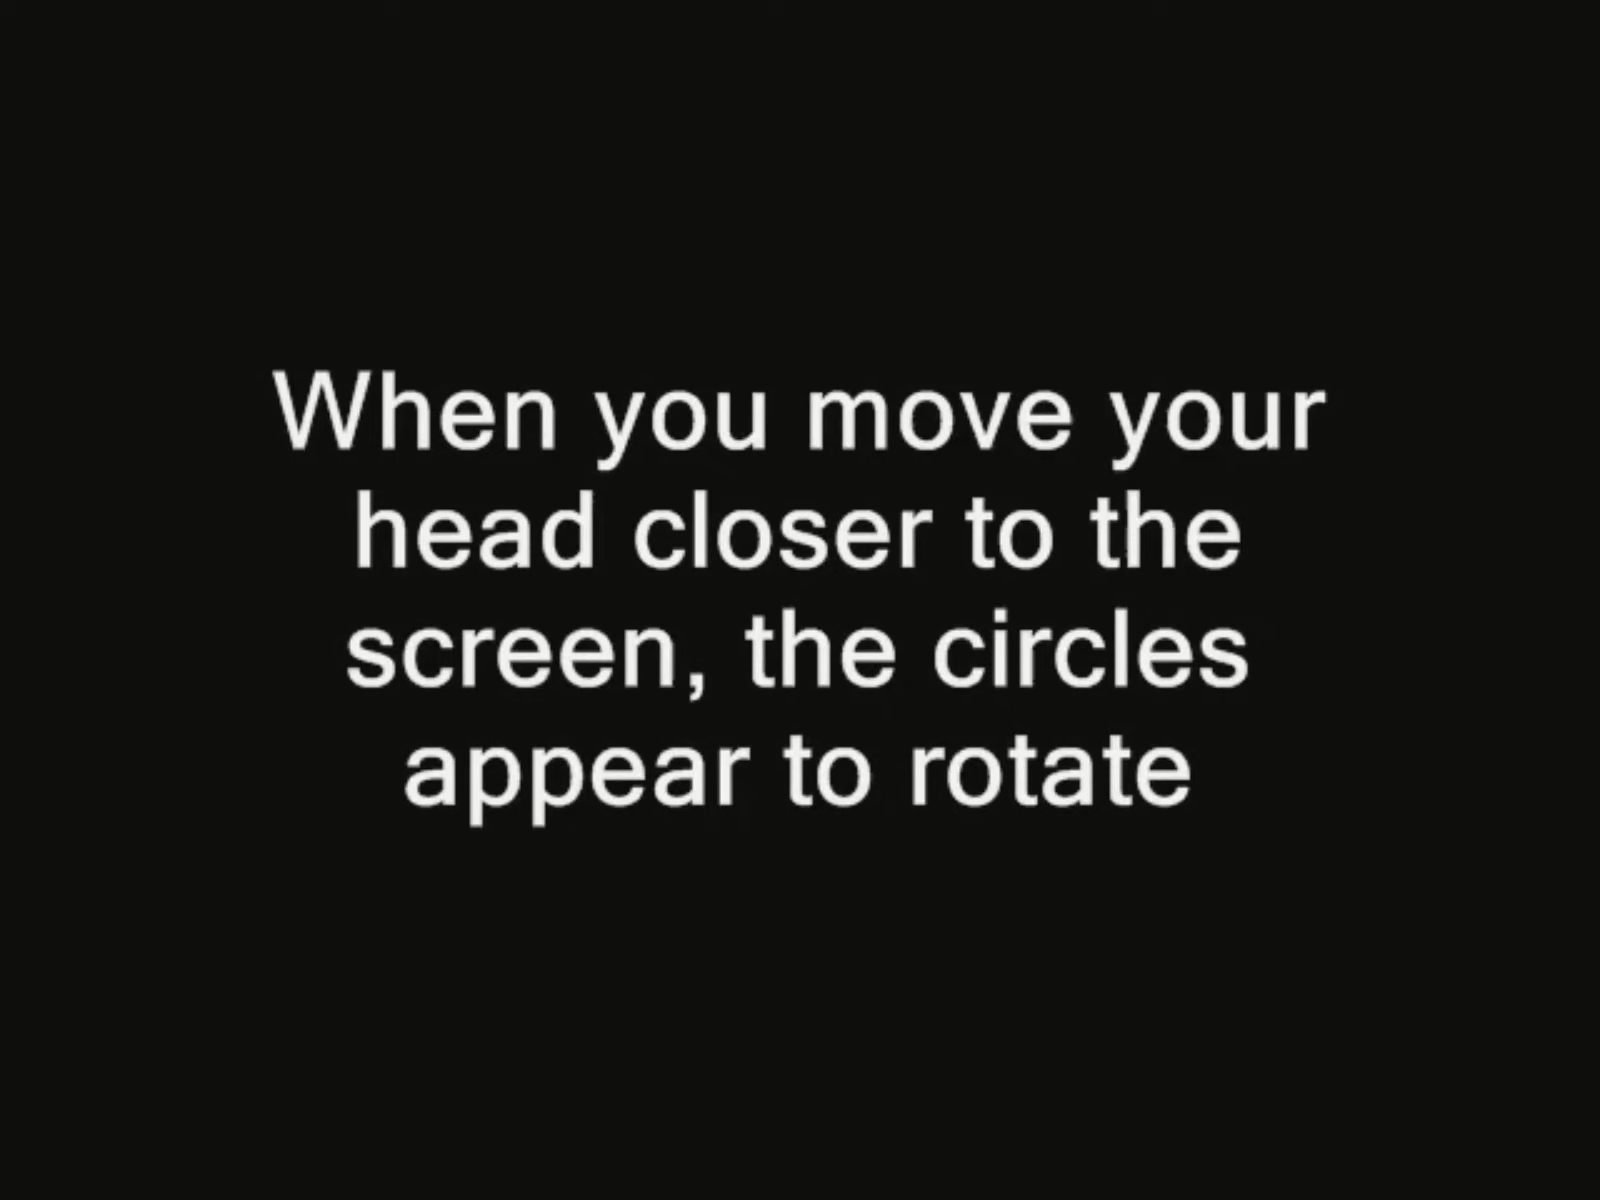 When you move your
head closer to the
screen, the circles
appear to rotate